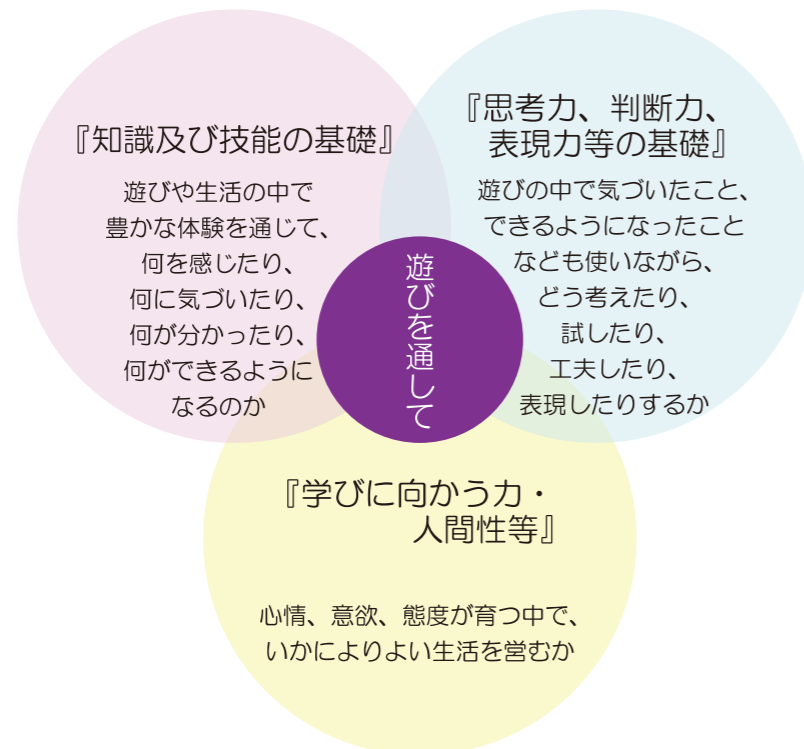 『知識及び技能の基礎』
遊びや生活の中で
豊かな体験を通じて、
何を感じたり、
何に気づいたり、
何が分かったり、
何ができるように
なるのか
『思考力、判断力、
表現力等の基礎』
遊びの中で気づいたこと、
できるようになったこと
なども使いながら、
どう考えたり、
試したり、
工夫したり、
表現したりするか
遊びを通して
『学びに向かう力・
人間性等』
心情、意欲、態度が育つ中で、
いかによりよい生活を営むか